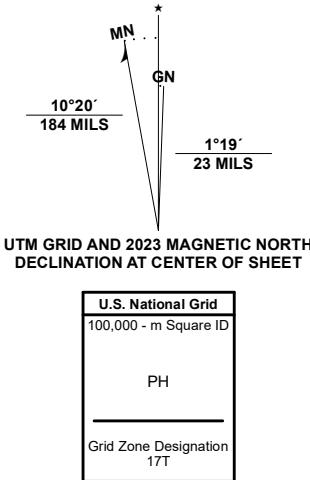 MN
GN
10°20´
184 MILS
1°19´
23 MILS
UTM GRID AND 2023 MAGNETIC NORTH
DECLINATION AT CENTER OF SHEET
U.S. National Grid
100,000 - m Square ID
PH
Grid Zone Designation
17T